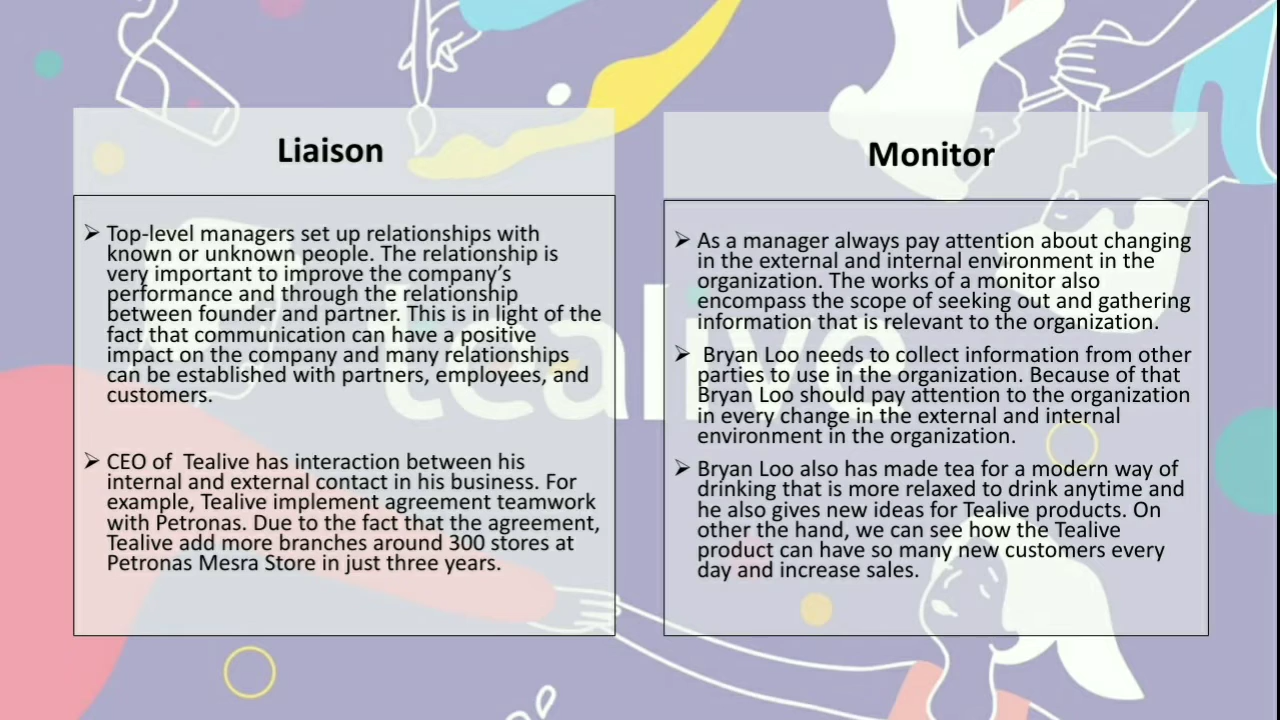 Liaison
➢ Top-level managers set up relationships with
known or unknown people. The relationship is
very important to improve the company’s
performance and through the relationship
between founder and partner. This is in light of the
fact that communication can have a positive
impact on the company and many relationships
can be established with partners, employees, and
customers.
➢ CEO of  Tealive has interaction between his
internal and external contact in his business. For
example, Tealive implement agreement teamwork
with Petronas. Due to the fact that the agreement,
Tealive add more branches around 300 stores at
Petronas Mesra Store in just three years.
Monitor
➢ As a manager always pay attention about changing
in the external and internal environment in the
organization. The works of a monitor also
encompass the scope of seeking out and gathering
information that is relevant to the organization.
➢ Bryan Loo needs to collect information from other
parties to use in the organization. Because of that
Bryan Loo should pay attention to the organization
in every change in the external and internal
environment in the organization.
➢ Bryan Loo also has made tea for a modern way of
drinking that is more relaxed to drink anytime and
he also gives new ideas for Tealive products. On
other the hand, we can see how the Tealive
product can have so many new customers every
day and increase sales.
tealive